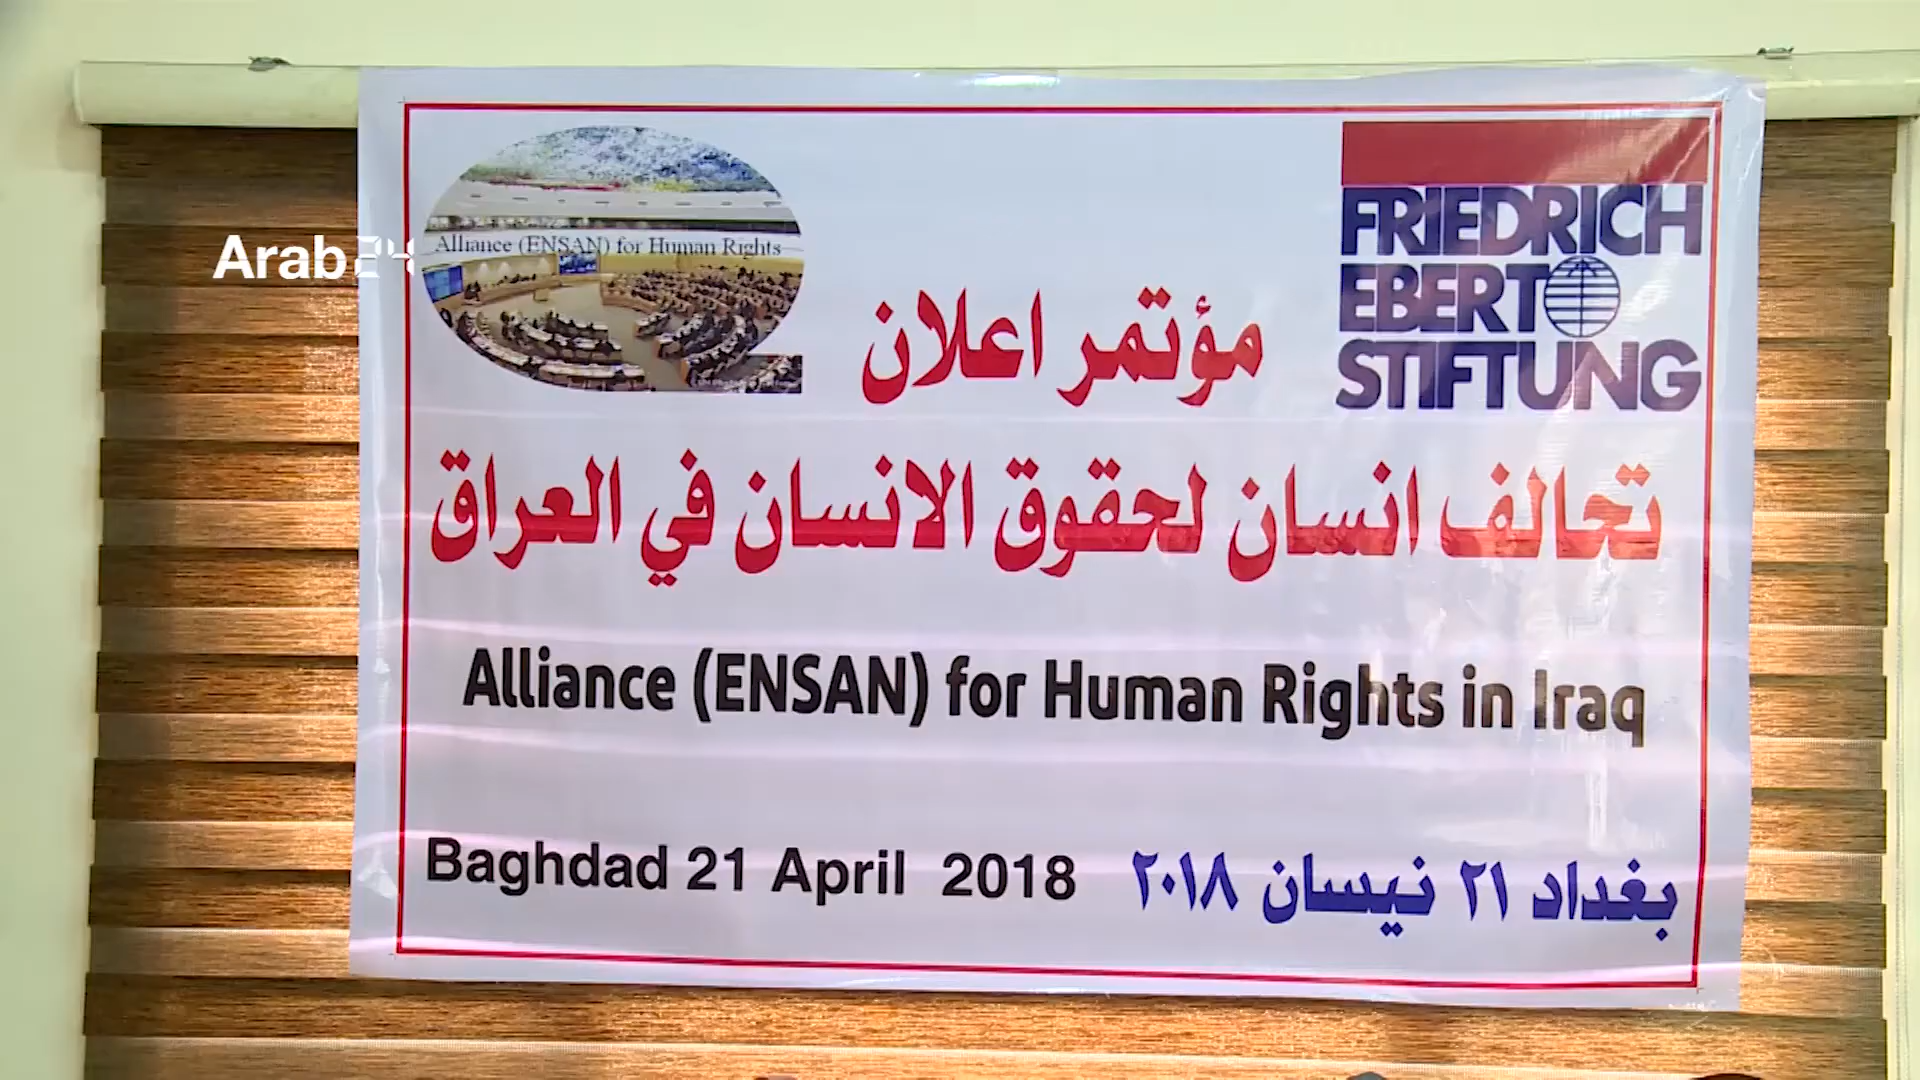 Arab24
Alliance (ENSAN) for Human Rights
FRIEDRICH
EBERT
STIFTUNG
مؤتمر اعلان
تحالف انسان لحقوق الانسان في العراق
Alliance (ENSAN) for Human Rights in Iraq
Baghdad 21 April 2018
بغداد ٢١ نيسان ٢٠١٨